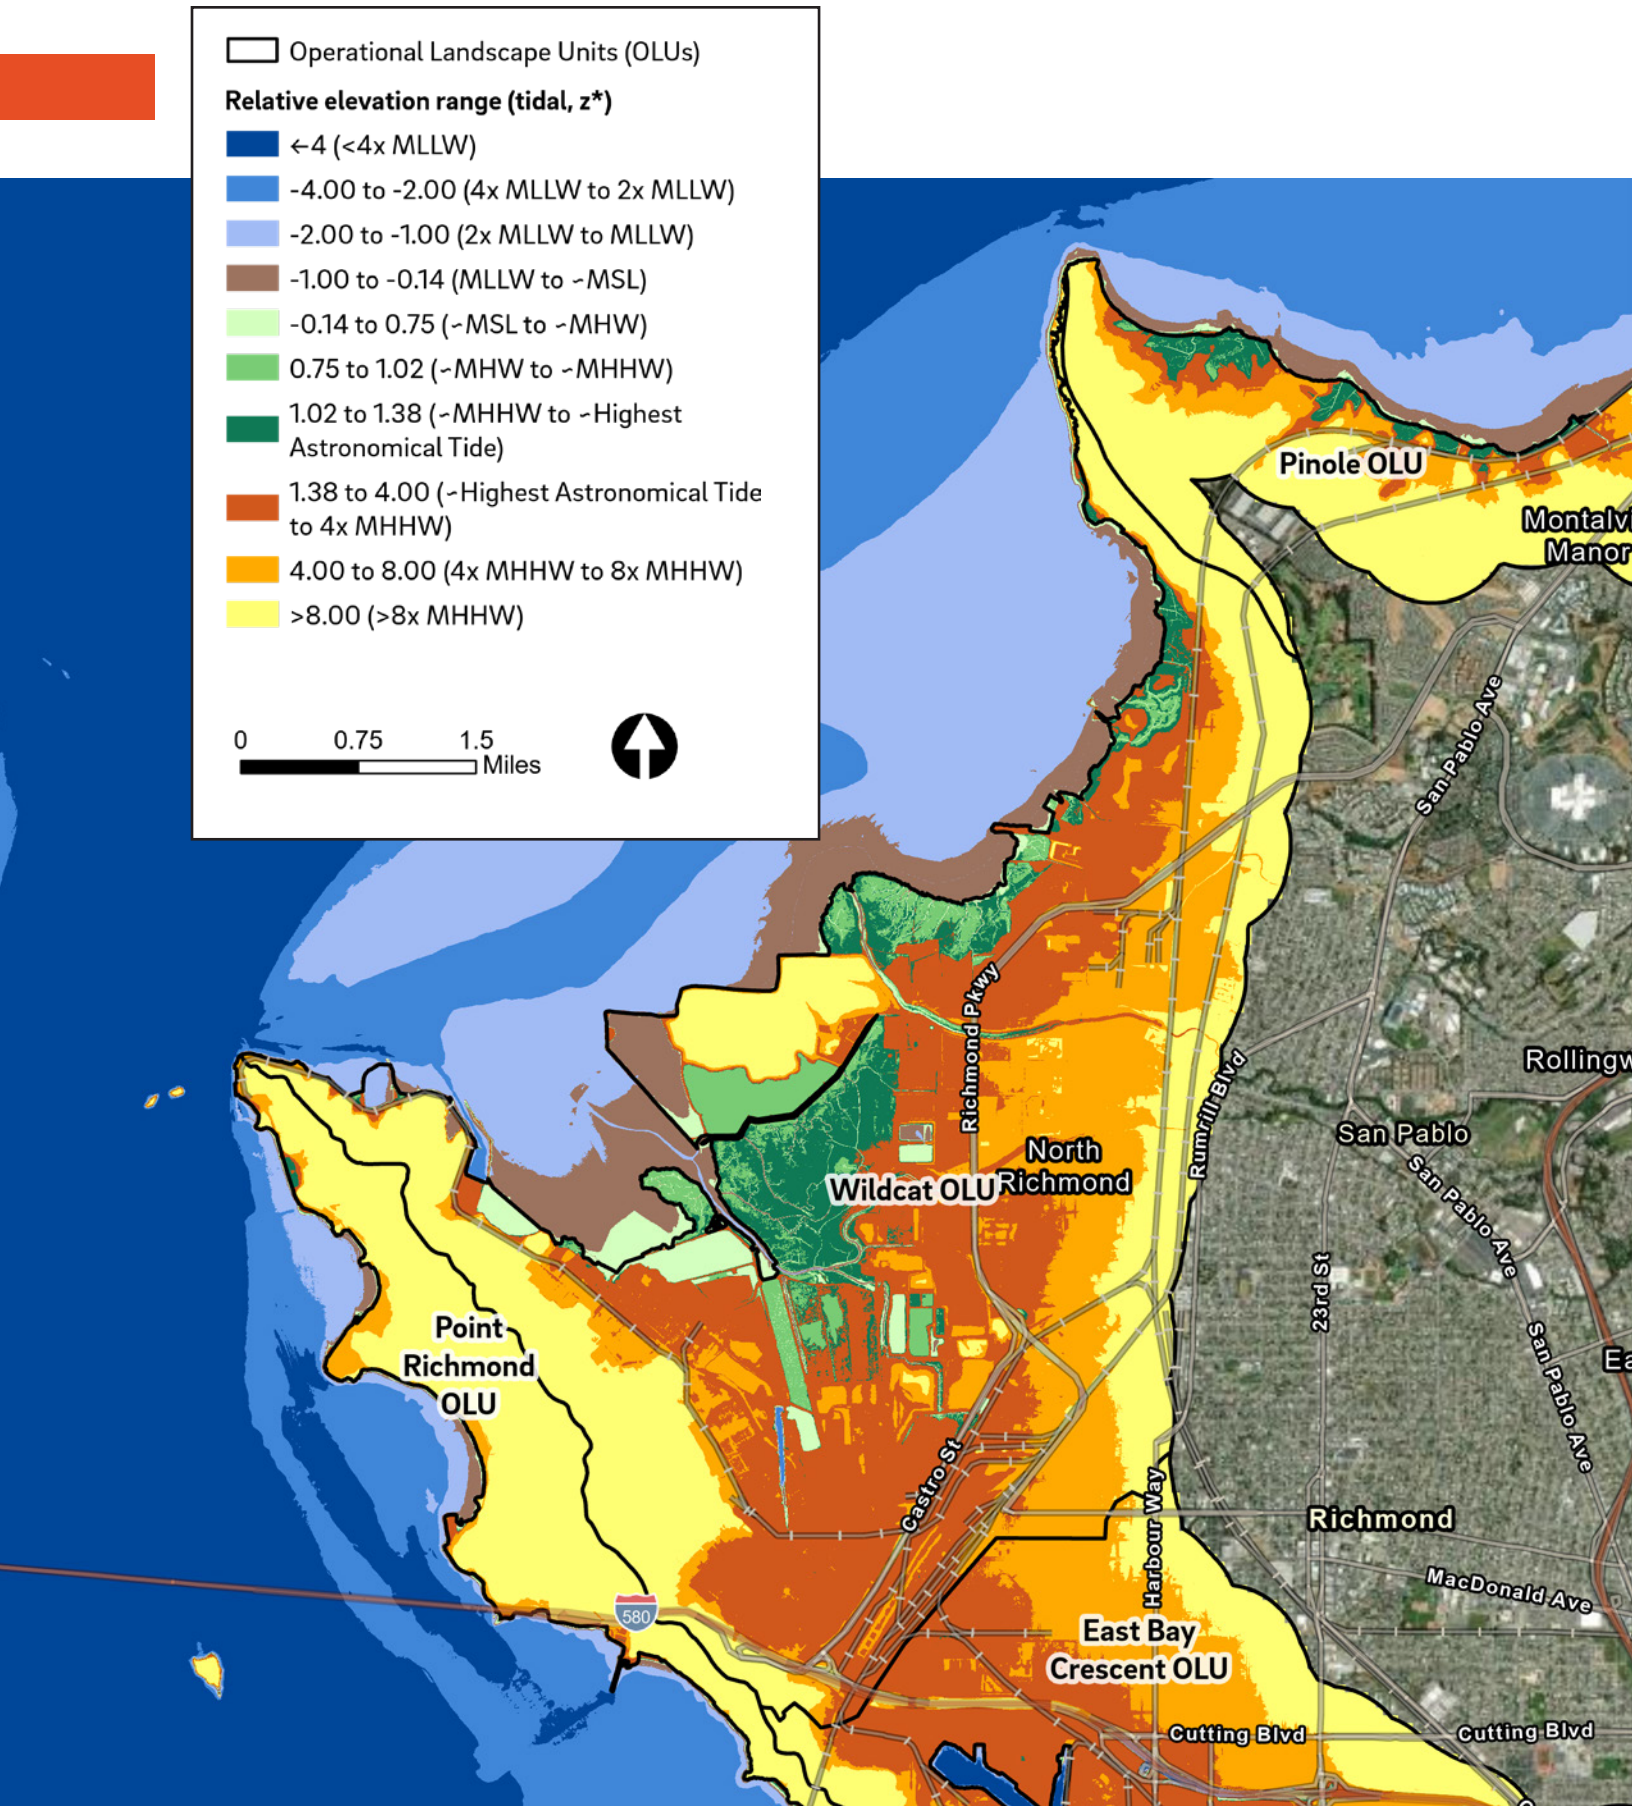 Operational Landscape Units (OLUs)
Relative elevation range (tidal, z*)
<-4 (<4x MLLW)
-4.00 to -2.00 (4x MLLW to 2x MLLW)
-2.00 to -1.00 (2x MLLW to MLLW)
-1.00 to -0.14 (MLLW to ~MSL)
-0.14 to 0.75 (~MSL to ~MHW)
0.75 to 1.02 (~MHW to ~MHHW)
1.02 to 1.38 (~MHHW to ~Highest
Astronomical Tide)
1.38 to 4.00 (~Highest Astronomical Tide
to 4x MHHW)
4.00 to 8.00 (4x MHHW to 8x MHHW)
>8.00 (>8x MHHW)
0 0.75 1.5
Miles
Pinole OLU
Montalvi
Manor
San Pablo Ave
Richmond Pkwy
Rumrill Blvd
Rollingw
San Pablo
San Pablo Ave
North
Richmond
Wildcat OLU
23rd St
San Pablo Ave
Ea
Point
Richmond
OLU
Castro St
Harbour Way
Richmond
MacDonald Ave
580
East Bay
Crescent OLU
Cutting Blvd
Cutting Blvd